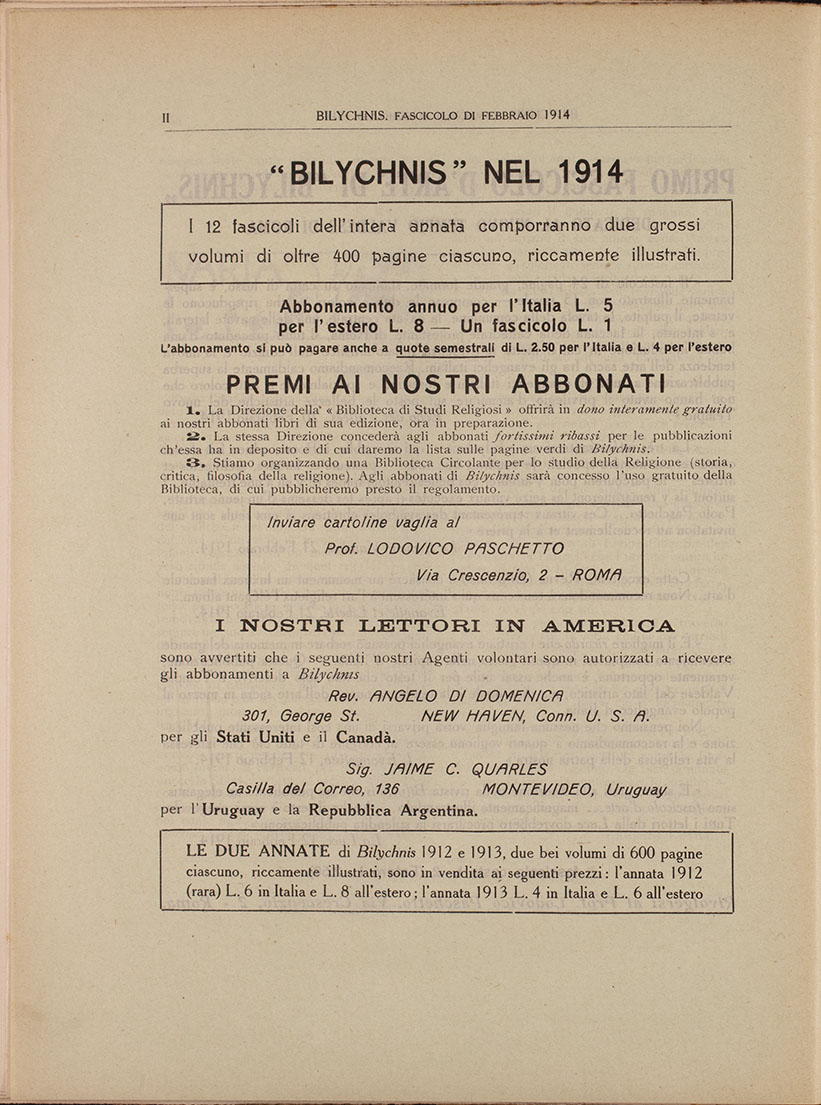 II
BILYCHNIS. FASCICOLO DI FEBBRAIO 1914
“BILYCHNIS” NEL 1914
I 12 fascicoli dell'intera annata comporranno due grossi
volumi di oltre 400 pagine ciascuno, riccamente illustrati.
Abbonamento annuo per l'Italia L. 5
per l'estero L. 8 — Un fascicolo L. 1
L'abbonamento si può pagare anche a quote semestrali di L. 2.50 per l'Italia e L. 4 per l'estero
PREMI AI NOSTRI ABBONATI
1. La Direzione della « Biblioteca di Studi Religiosi » offrirà in dono interamente gratuito
ai nostri abbonati libri di sua edizione, ora in preparazione.
2. La stessa Direzione concederà agli abbonati fortissimi ribassi per le pubblicazioni
ch'essa ha in deposito e di cui daremo la lista sulle pagine verdi di Bilychnis.
3. Stiamo organizzando una Biblioteca Circolante per lo studio della Religione (storia,
critica, filosofia della religione). Agli abbonati di Bilychnis sarà concesso l'uso gratuito della
Biblioteca, di cui pubblicheremo presto il regolamento.
Inviare cartoline vaglia al
Prof. LODOVICO PASCHETTO
Via Crescenzio, 2 - ROMA
I NOSTRI LETTORI IN AMERICA
sono avvertiti che i seguenti nostri Agenti volontari sono autorizzati a ricevere
gli abbonamenti a Bilychnis
Rev. ANGELO DI DOMENICA
301, George St. NEW HAVEN, Conn. U. S. A.
per gli Stati Uniti e il Canadà.
Sig. JAIME C. QUARLES
Casilla del Correo, 136 MONTEVIDEO, Uruguay
per l'Uruguay e la Repubblica Argentina.
LE DUE ANNATE di Bilychnis 1912 e 1913, due bei volumi di 600 pagine
ciascuno, riccamente illustrati, sono in vendita ai seguenti prezzi: l'annata 1912
(rara) L. 6 in Italia e L. 8 all'estero; l'annata 1913 L. 4 in Italia e L. 6 all'estero